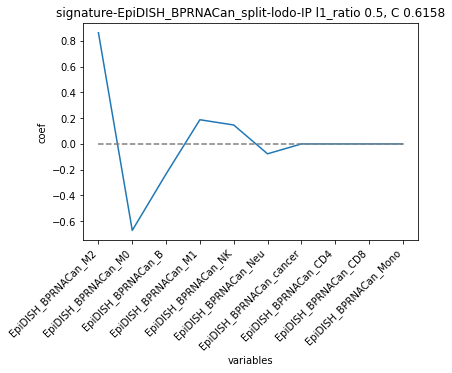 signature-EpiDISH_BPRNACan_split-lodo-IP l1_ratio 0.5, C 0.6158
0.8
0.6
0.4
0.2
0.0
−0.2
−0.4
−0.6
coef
EpiDISH_BPRNACan_M2
EpiDISH_BPRNACan_M0
EpiDISH_BPRNACan_B
EpiDISH_BPRNACan_M1
EpiDISH_BPRNACan_NK
EpiDISH_BPRNACan_Neu
EpiDISH_BPRNACan_cancer
EpiDISH_BPRNACan_CD4
EpiDISH_BPRNACan_CD8
EpiDISH_BPRNACan_Mono
variables